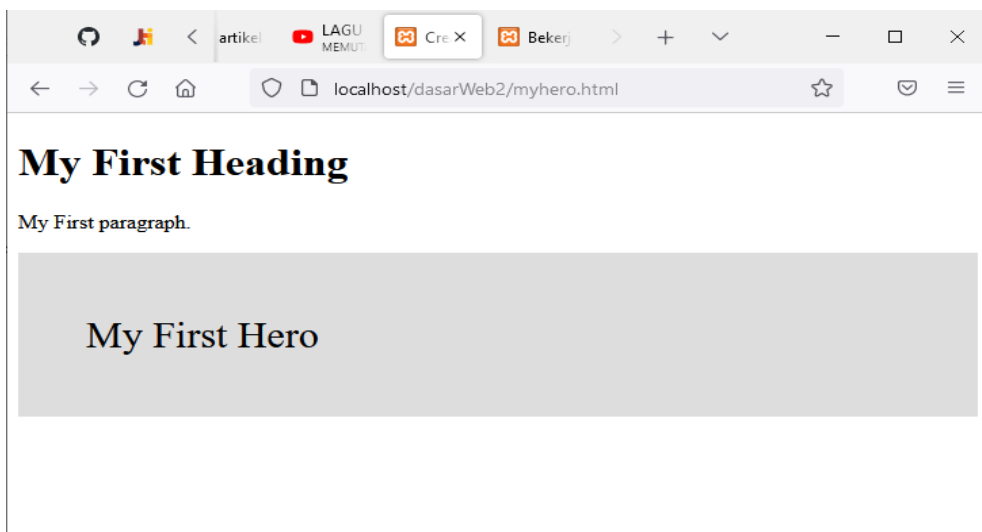 artikel
LAGU
MEMUT
Cre
Bekerj
localhost/dasarWeb2/myhero.html
My First Heading
My First paragraph.
My First Hero